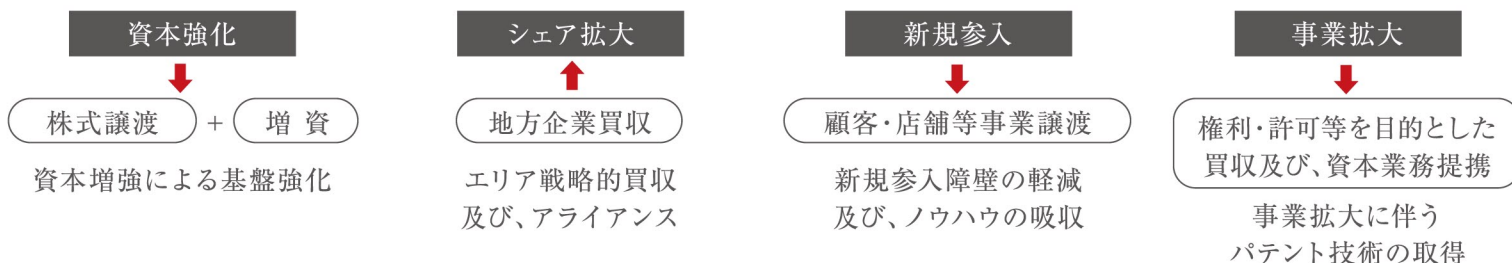 資本強化
株式譲渡 + 増 資
資本増強による基盤強化
シェア拡大
地方企業買収
エリア戦略的買収
及び、アライアンス
新規参入
顧客・店舗等事業譲渡
新規参入障壁の軽減
及び、ノウハウの吸収
事業拡大
権利・許可等を目的とした
買収及び、資本業務提携
事業拡大に伴う
パテント技術の取得